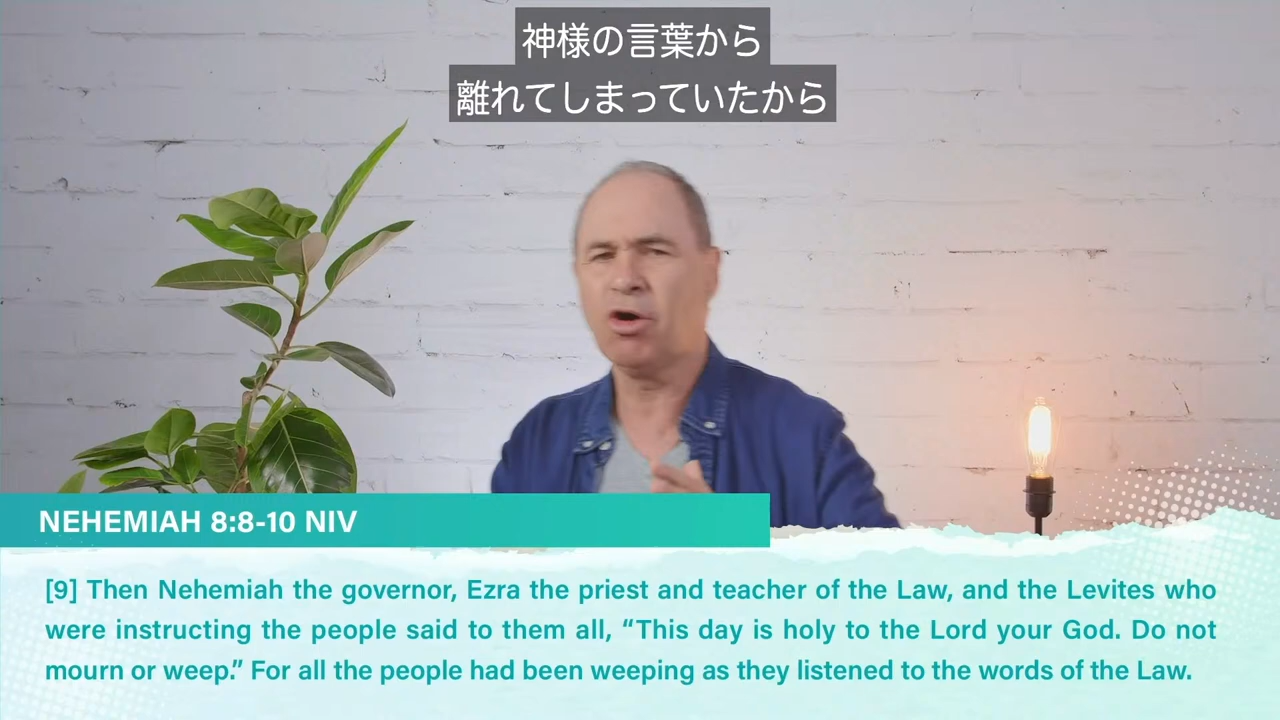 神様の言葉から
離れてしまっていたから
NEHEMIAH 8:8-10 NIV
[9] Then Nehemiah the governor, Ezra the priest and teacher of the Law, and the Levites who
were instructing the people said to them all, “This day is holy to the Lord your God. Do not
mourn or weep.” For all the people had been weeping as they listened to the words of the Law.